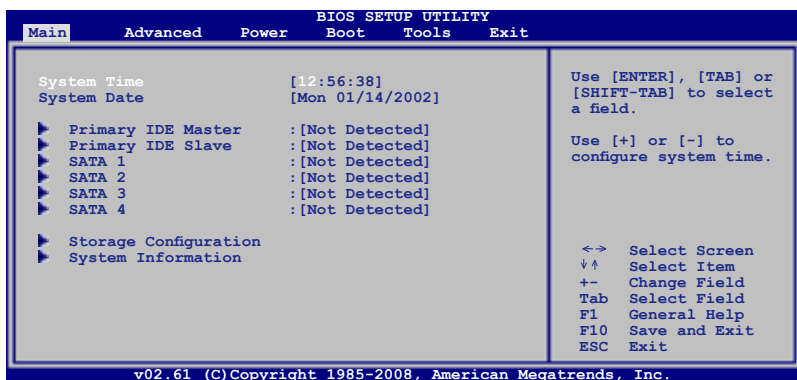 BIOS SETUP UTILITY
Main Advanced Power Boot Tools Exit
System Time [12:56:38]
System Date [Mon 01/14/2002]
Primary IDE Master :[Not Detected]
Primary IDE Slave :[Not Detected]
SATA 1 :[Not Detected]
SATA 2 :[Not Detected]
SATA 3 :[Not Detected]
SATA 4 :[Not Detected]
Storage Configuration
System Information
Use [ENTER], [TAB] or
[SHIFT-TAB] to select
a field.
Use [+] or [-] to
configure system time.
←→ Select Screen
↓↑ Select Item
+- Change Field
Tab Select Field
F1 General Help
F10 Save and Exit
ESC Exit
v02.61 (C)Copyright 1985-2008, American Megatrends, Inc.